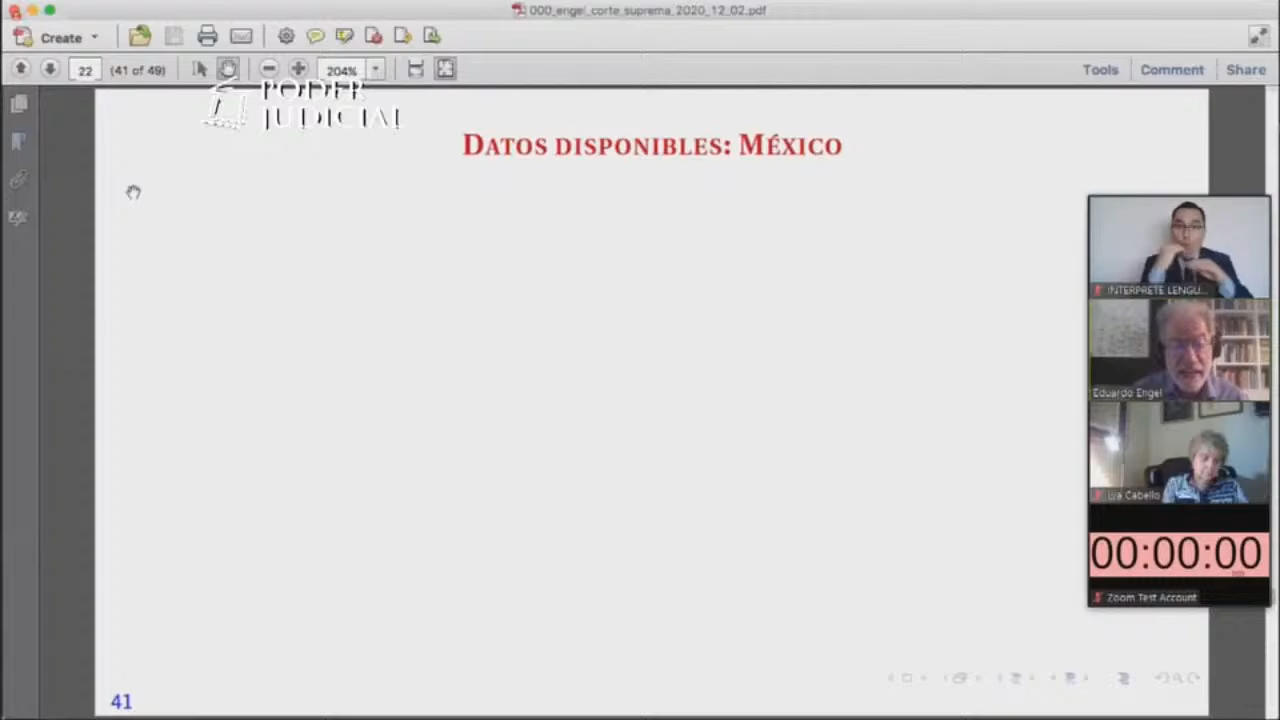 000_engel_corte_suprema_2020_12_02.pdf
Create
22
(41 of 49)
204%
Tools
Comment
Share
PODER
JUDICIAL
DATOS DISPONIBLES: MÉXICO
INTERPRETE LENGU...
Eduardo Engel
Lya Cabello
00:00:00
Zoom Test Account
41